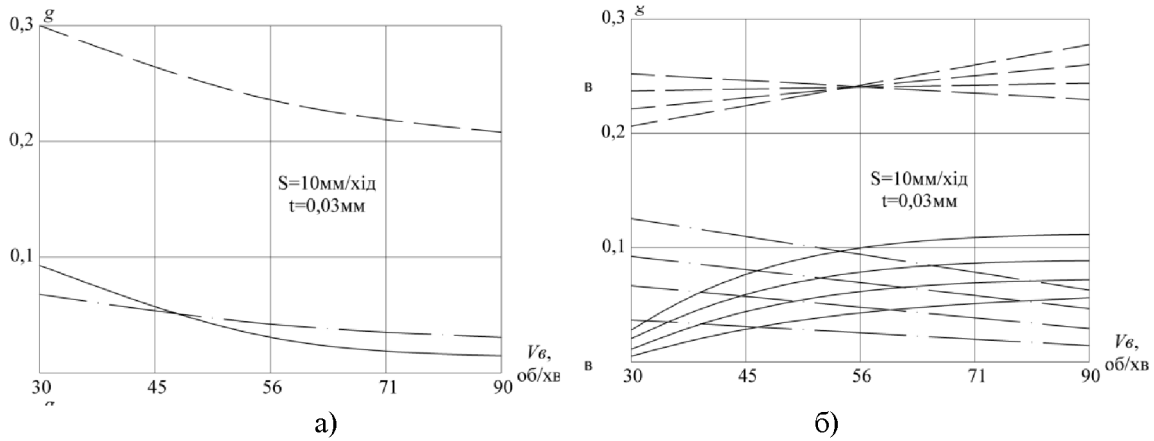 g
0,3
0,2
0,1
S=10мм/хід
t=0,03мм
Vв,
об/хв
30 45 56 71 90
а)
g
0,3
в
0,2
0,1
S=10мм/хід
t=0,03мм
Vв,
об/хв
в
30 45 56 71 90
б)